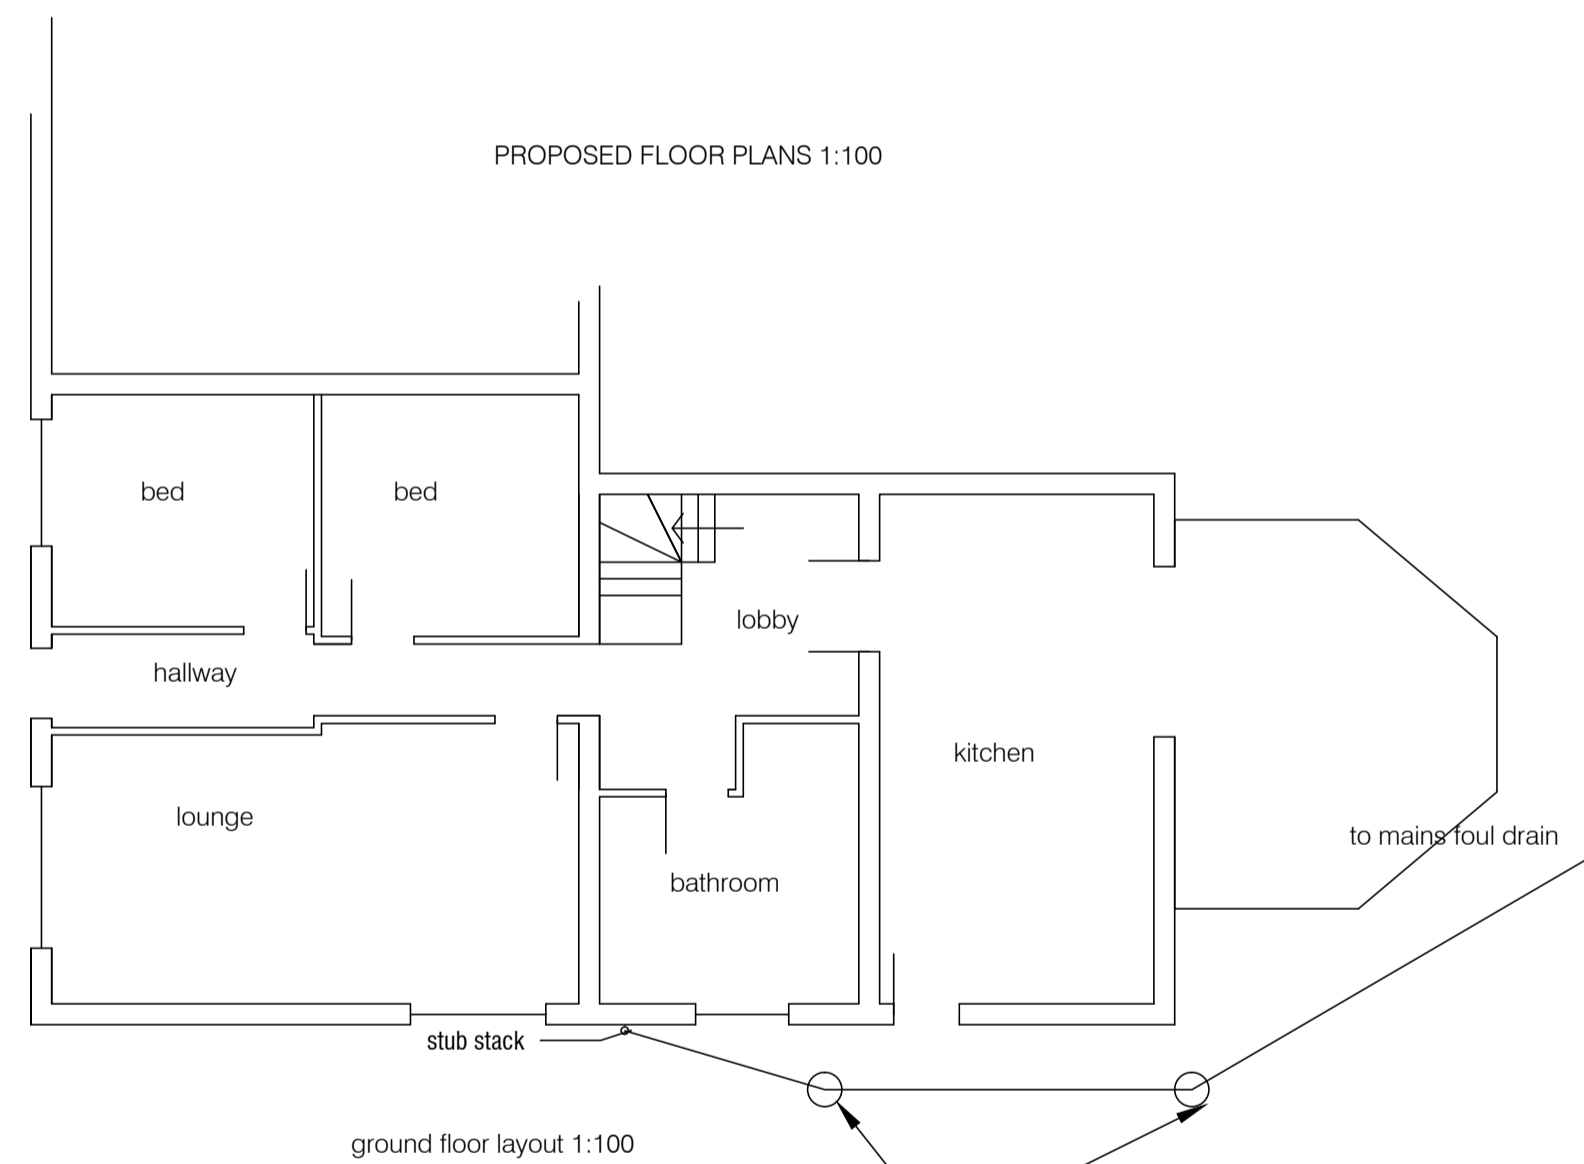 PROPOSED FLOOR PLANS 1:100
bed
bed
lobby
hallway
kitchen
lounge
to mains foul drain
bathroom
stub stack
ground floor layout 1:100